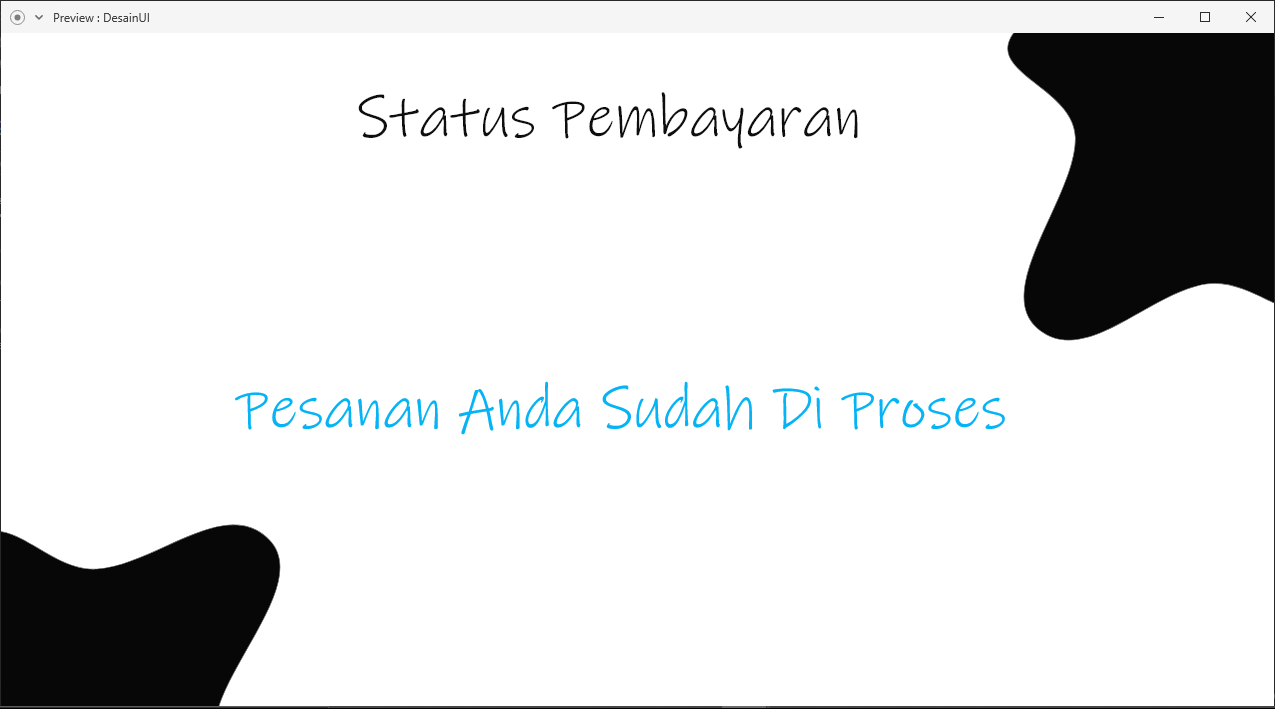 Preview : DesainUI
Status Pembayaran
Pesanan Anda Sudah Di Proses